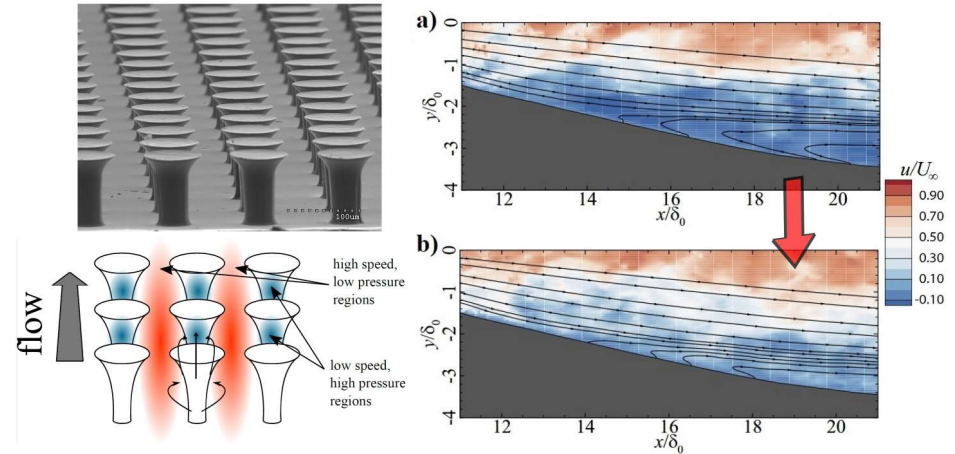 100um
flow
high speed,
low pressure
regions
low speed,
high pressure
regions
a)
0
-1
-2
-3
-4
y/δ₀
12 14 16 18 20
x/δ₀
u/U∞
0.90
0.70
0.50
0.30
0.10
-0.10
b)
0
-1
-2
-3
-4
y/δ₀
12 14 16 18 20
x/δ₀